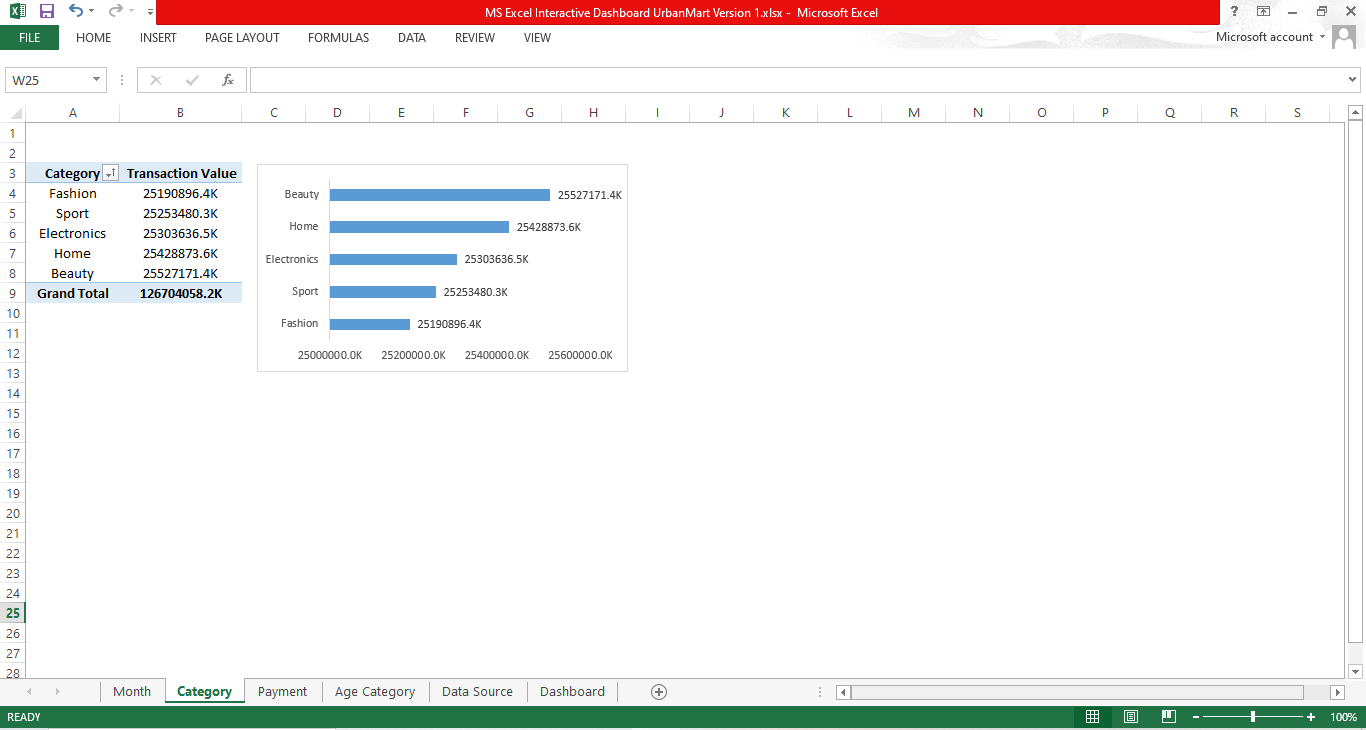 MS Excel Interactive Dashboard UrbanMart Version 1.xlsx - Microsoft Excel
?
FILE HOME INSERT PAGE LAYOUT FORMULAS DATA REVIEW VIEW Microsoft account
W25 fx
A B C D E F G H I J K L M N O P Q R S
1
2
3 Category Transaction Value
4 Fashion 25190896.4K
5 Sport 25253480.3K
6 Electronics 25303636.5K
7 Home 25428873.6K
8 Beauty 25527171.4K
9 Grand Total 126704058.2K
10
11
12
13
14
15
16
17
18
19
20
21
22
23
24
25
26
27
28
Beauty 25527171.4K
Home 25428873.6K
Electronics 25303636.5K
Sport 25253480.3K
Fashion 25190896.4K
25000000.0K 25200000.0K 25400000.0K 25600000.0K
Month Category Payment Age Category Data Source Dashboard
READY 100%